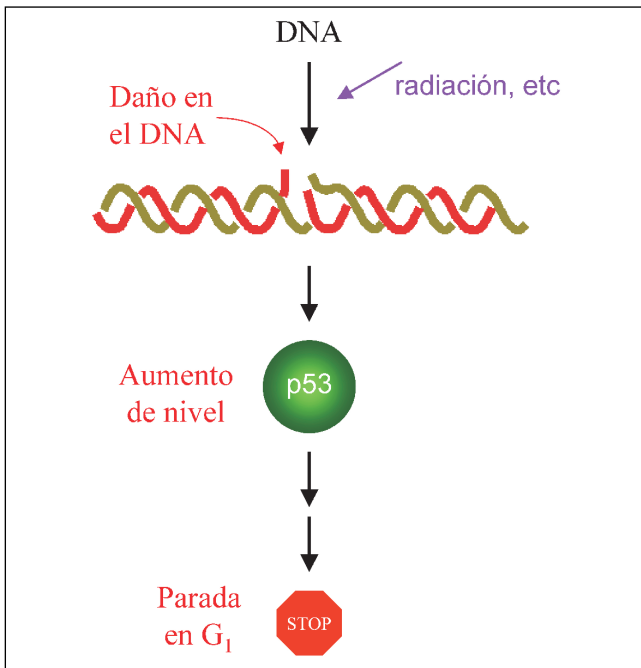 DNA
radiación, etc
Daño en
el DNA
p53
Aumento
de nivel
Parada
en G₁
STOP